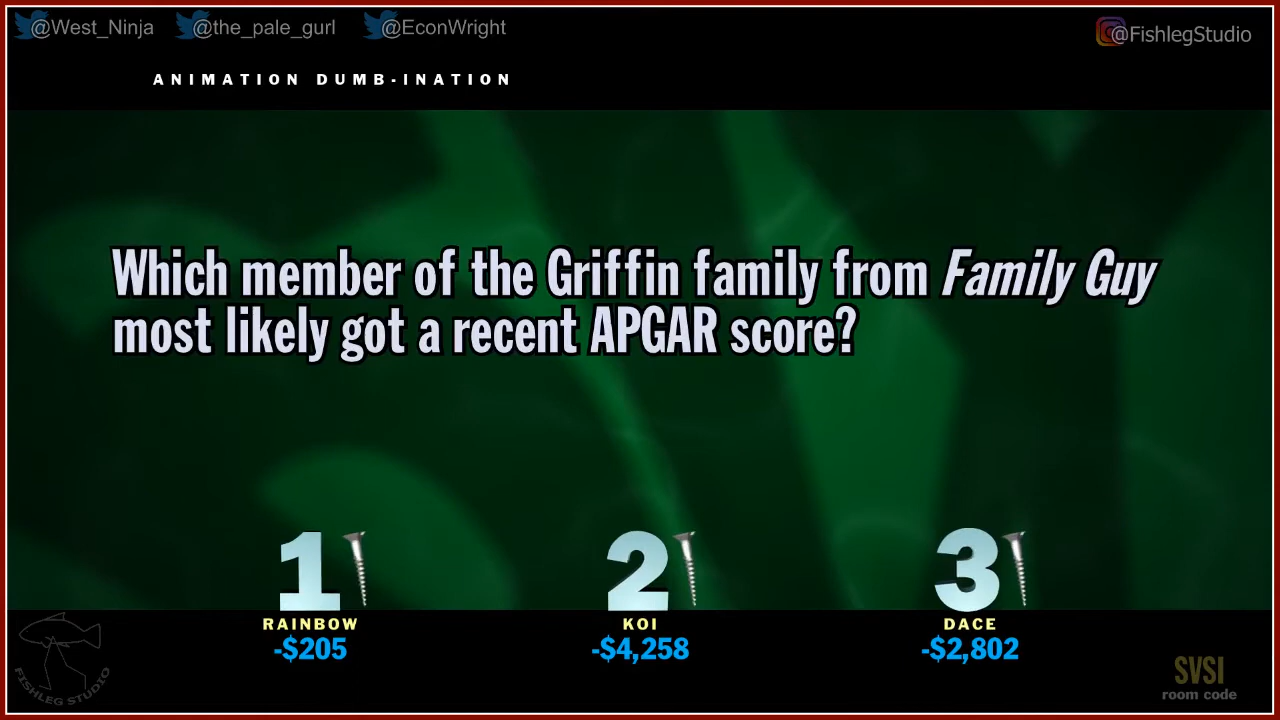 @West_Ninja @the_pale_gurl @EconWright @FishlegStudio
ANIMATION DUMB-INATION
Which member of the Griffin family from Family Guy
most likely got a recent APGAR score?
1 2 3
RAINBOW KOI DACE
-$205 -$4,258 -$2,802
FISHLEG STUDIO
SVSI
room code